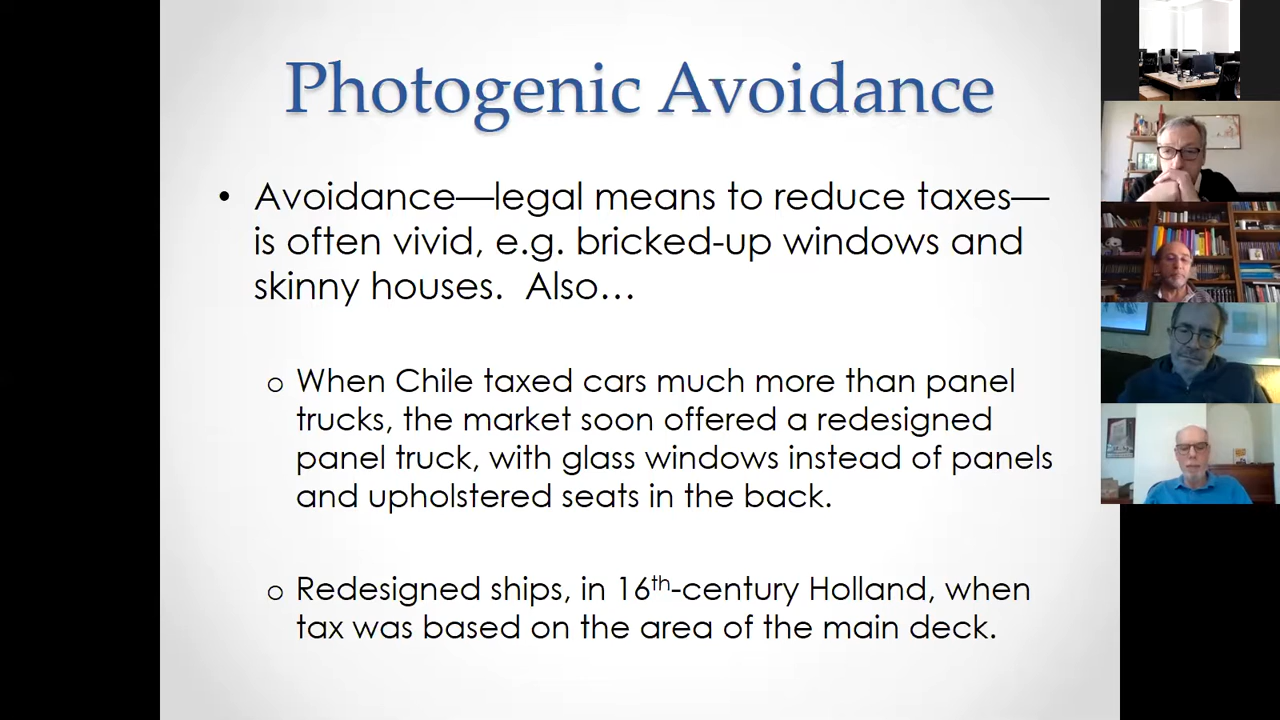 Photogenic Avoidance
• Avoidance—legal means to reduce taxes—
is often vivid, e.g. bricked-up windows and
skinny houses.  Also…
o When Chile taxed cars much more than panel
trucks, the market soon offered a redesigned
panel truck, with glass windows instead of panels
and upholstered seats in the back.
o Redesigned ships, in 16th-century Holland, when
tax was based on the area of the main deck.